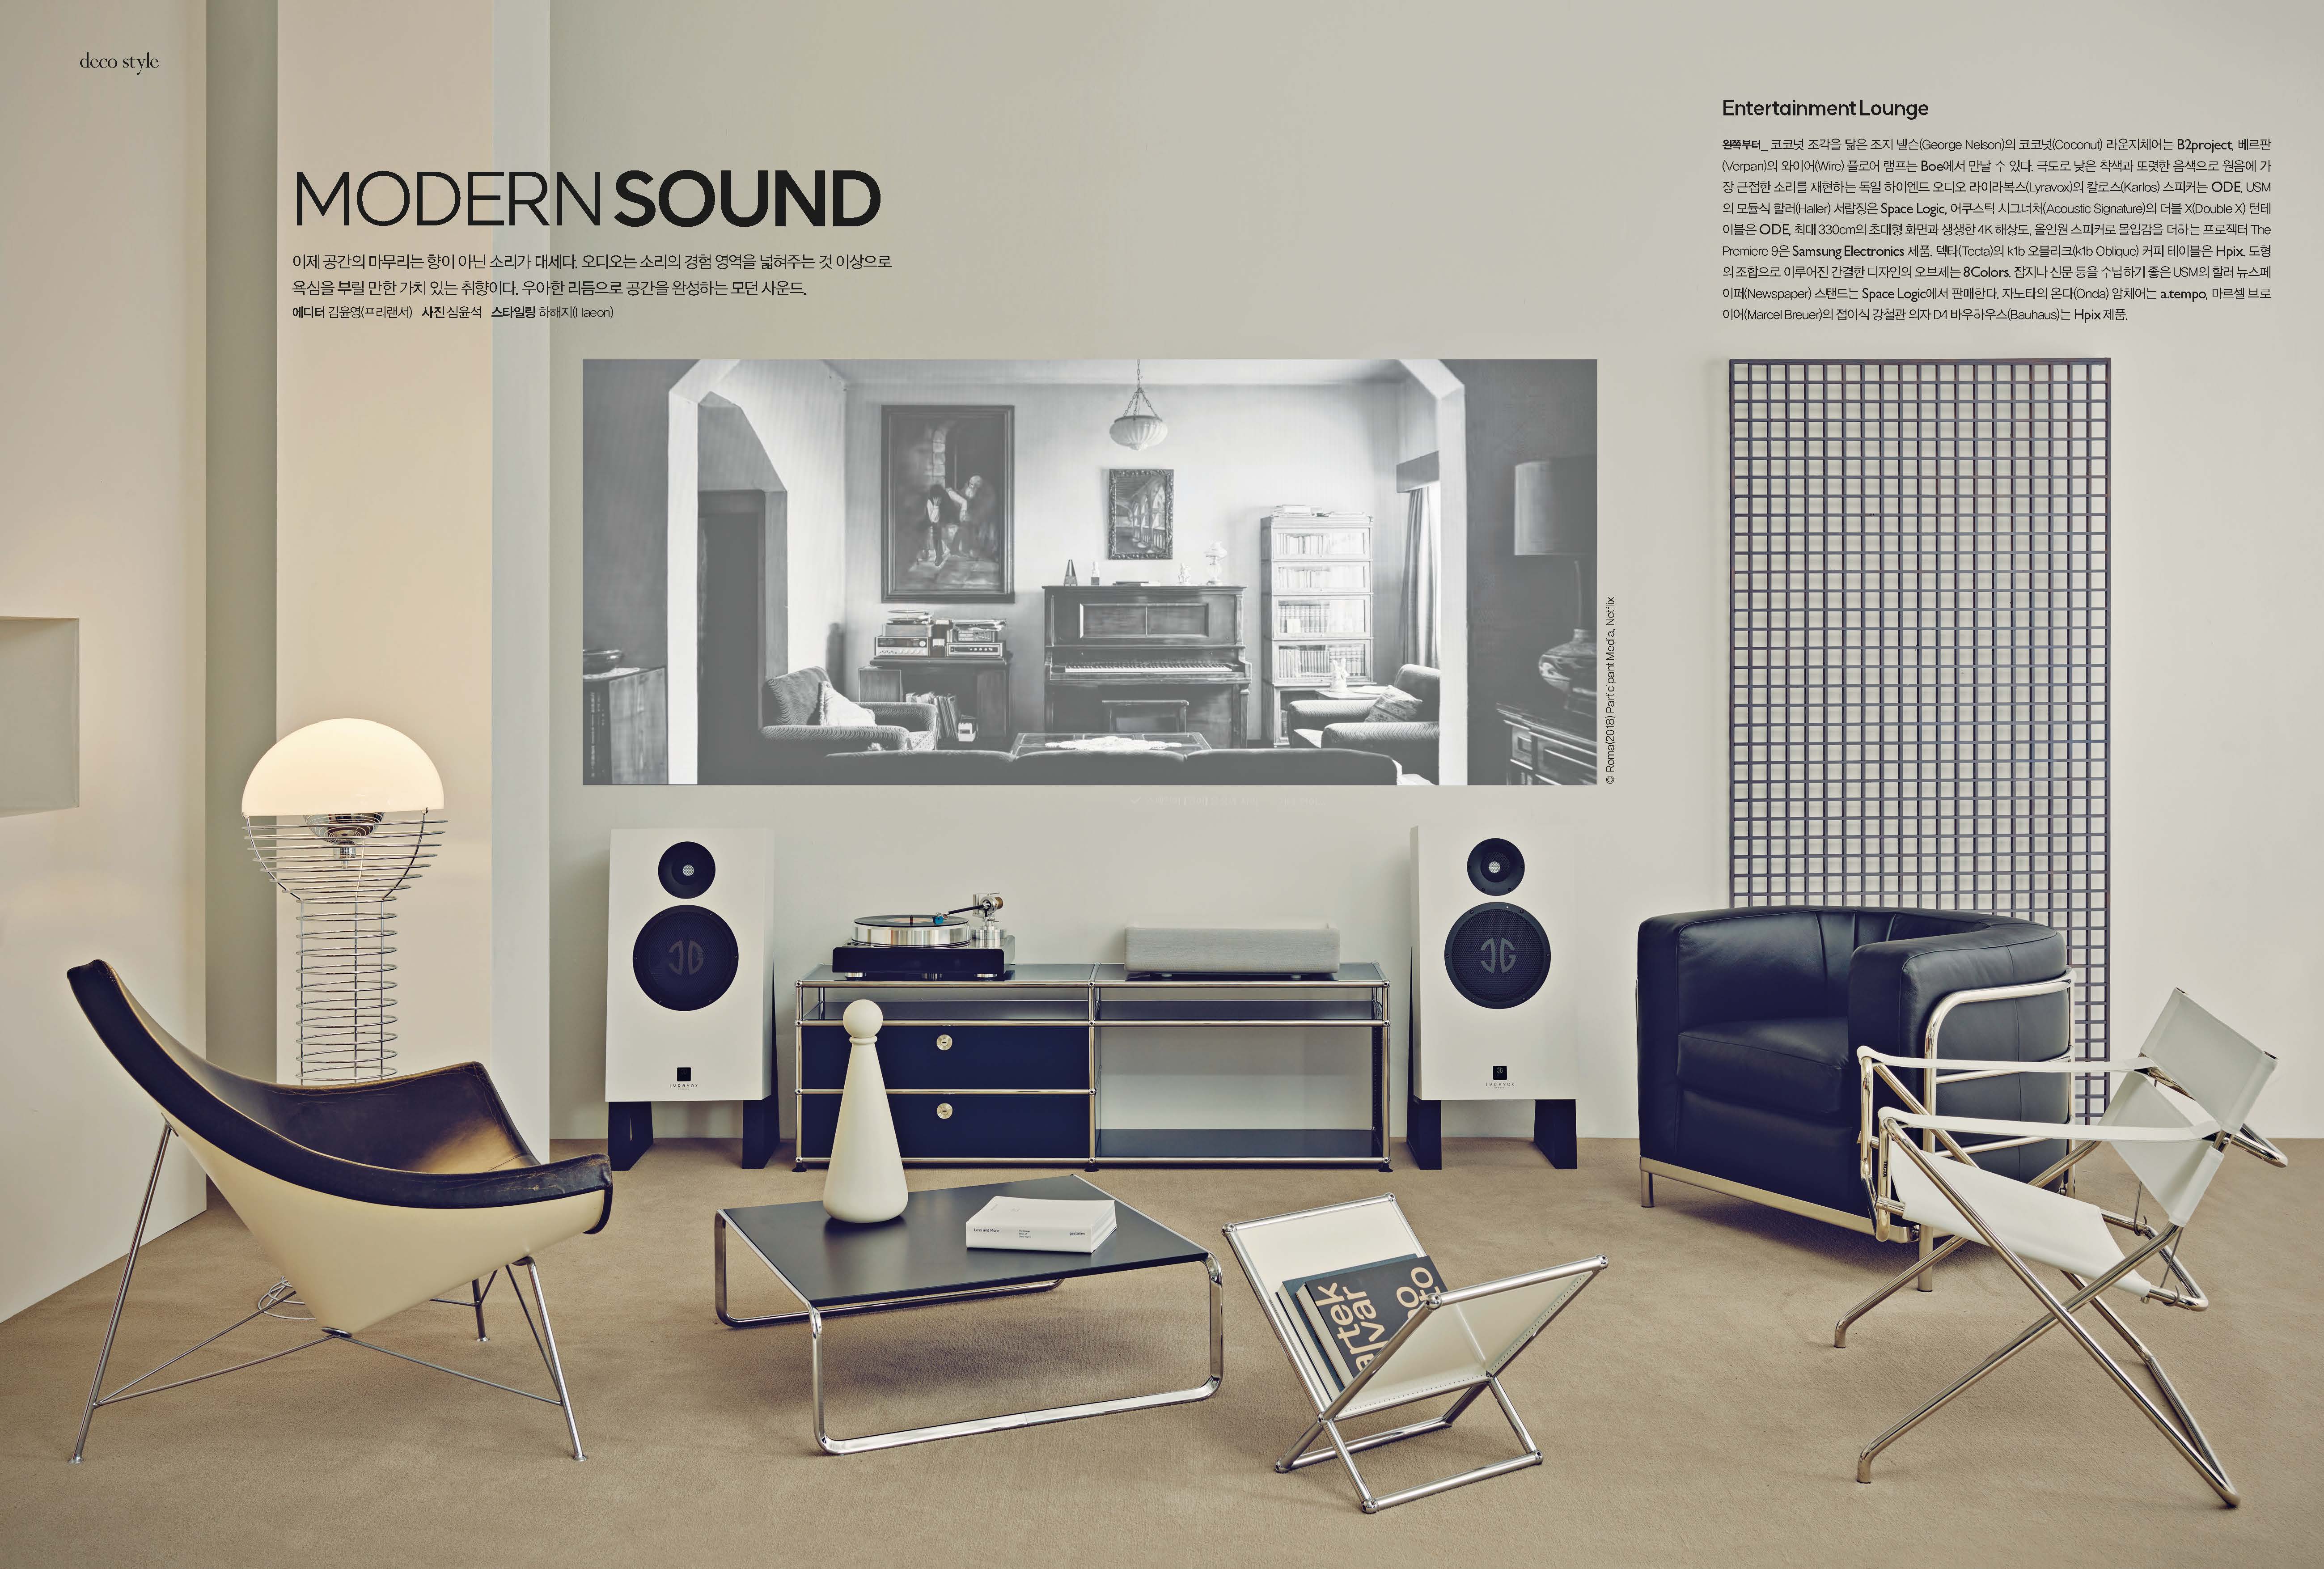 deco style
MODERN SOUND
이제 공간의 마무리는 향이 아닌 소리가 대세다. 오디오는 소리의 경험 영역을 넓혀주는 것 이상으로
욕심을 부릴 만한 가치 있는 취향이다. 우아한 리듬으로 공간을 완성하는 모던 사운드.
에디터 김윤영(프리랜서) 사진 심윤석 스타일링 하해지(Haeon)
Entertainment Lounge
왼쪽부터_ 코코넛 조각을 닮은 조지 넬슨(George Nelson)의 코코넛(Coconut) 라운지체어는 B2project, 베르판
(Verpan)의 와이어(Wire) 플로어 램프는 Boe에서 만날 수 있다. 극도로 낮은 착색과 또렷한 음색으로 원음에 가
장 근접한 소리를 재현하는 독일 하이엔드 오디오 라이라복스(Lyravox)의 칼로스(Karlos) 스피커는 ODE, USM
의 모듈식 할러(Haller) 서랍장은 Space Logic, 어쿠스틱 시그너처(Acoustic Signature)의 더블 X(Double X) 턴테
이블은 ODE, 최대 330cm의 초대형 화면과 생생한 4K 해상도, 올인원 스피커로 몰입감을 더하는 프로젝터 The
Premiere 9은 Samsung Electronics 제품. 텍타(Tecta)의 k1b 오블리크(k1b Oblique) 커피 테이블은 Hpix, 도형
의 조합으로 이루어진 간결한 디자인의 오브제는 8Colors, 잡지나 신문 등을 수납하기 좋은 USM의 할러 뉴스페
이퍼(Newspaper) 스탠드는 Space Logic에서 판매한다. 자노타의 온다(Onda) 암체어는 a.tempo, 마르셀 브로
이어(Marcel Breuer)의 접이식 강철관 의자 D4 바우하우스(Bauhaus)는 Hpix 제품.
© Roma(2018) Participant Media, Netflix
LYRAVOX
LYRAVOX
Less and More
gestalten
artek
alvar